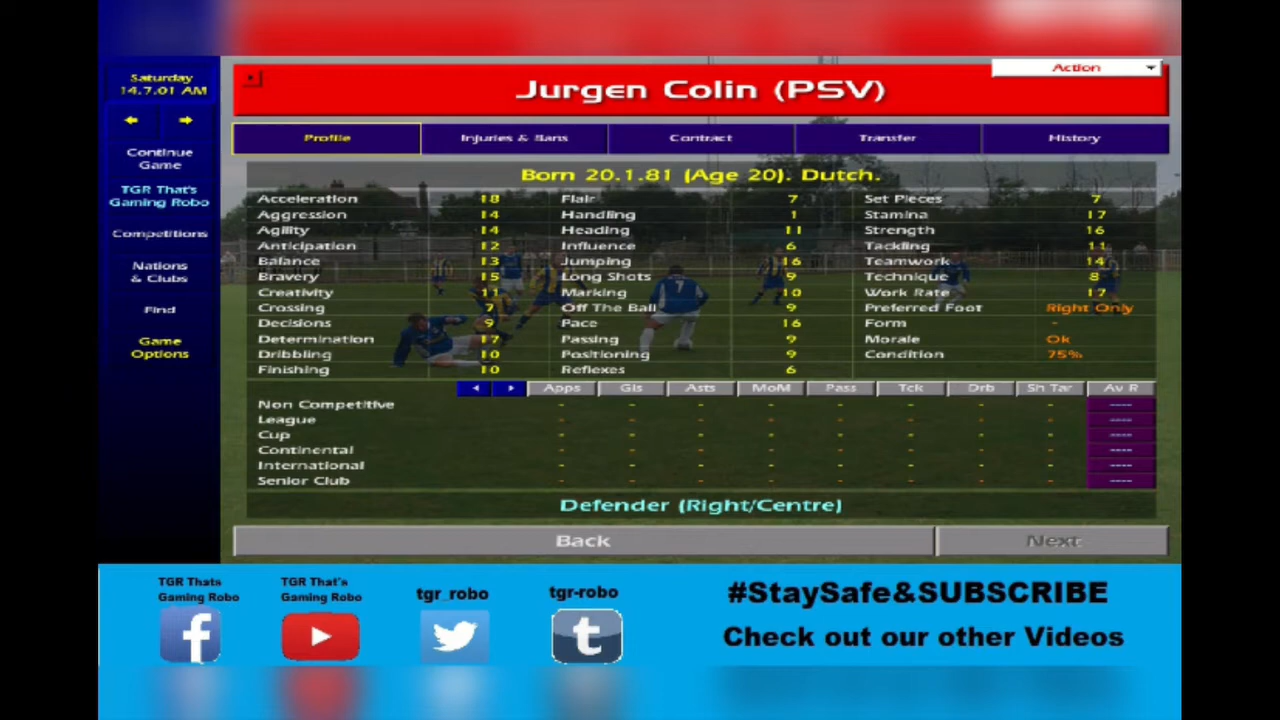 Saturday
14.7.01 AM
Continue
Game
TGR That's
Gaming Robo
Competitions
Nations
& Clubs
Find
Game
Options
Action
Jurgen Colin (PSV)
Profile Injuries & Bans Contract Transfer History
Born 20.1.81 (Age 20). Dutch.
Acceleration 18 Flair 7 Set Pieces 7
Aggression 14 Handling 1 Stamina 17
Agility 14 Heading 11 Strength 16
Anticipation 12 Influence 6 Tackling 11
Balance 13 Jumping 16 Teamwork 14
Bravery 15 Long Shots 9 Technique 8
Creativity 11 Marking 10 Work Rate 17
Crossing 7 Off The Ball 9 Preferred Foot Right Only
Decisions 9 Pace 16 Form -
Determination 17 Passing 9 Morale Ok
Dribbling 10 Positioning 9 Condition 75%
Finishing 10 Reflexes 6
Apps Gls Asts MoM Pass Tck Drb Sh Tar Av R
Non Competitive - - - - - - - - ----
League - - - - - - - - ----
Cup - - - - - - - - ----
Continental - - - - - - - - ----
International - - - - - - - - ----
Senior Club - - - - - - - - ----
Defender (Right/Centre)
Back Next
TGR Thats
Gaming Robo
TGR That's
Gaming Robo
tgr_robo
tgr-robo
#StaySafe&SUBSCRIBE
Check out our other Videos